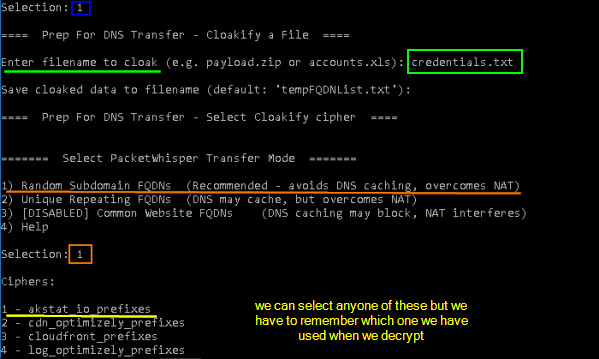 Selection: 1
====  Prep For DNS Transfer - Cloakify a File  ====
Enter filename to cloak (e.g. payload.zip or accounts.xls): credentials.txt
Save cloaked data to filename (default: 'tempFQDNList.txt'):
====  Prep For DNS Transfer - Select Cloakify cipher  ====
=======  Select PacketWhisper Transfer Mode  =======
1) Random Subdomain FQDNs  (Recommended - avoids DNS caching, overcomes NAT)
2) Unique Repeating FQDNs  (DNS may cache, but overcomes NAT)
3) [DISABLED] Common Website FQDNs    (DNS caching may block, NAT interferes)
4) Help
Selection: 1
Ciphers:
1 - akstat_io_prefixes
2 - cdn_optimizely_prefixes
3 - cloudfront_prefixes
4 - log_optimizely_prefixes
we can select anyone of these but we
have to remember which one we have
used when we decrypt